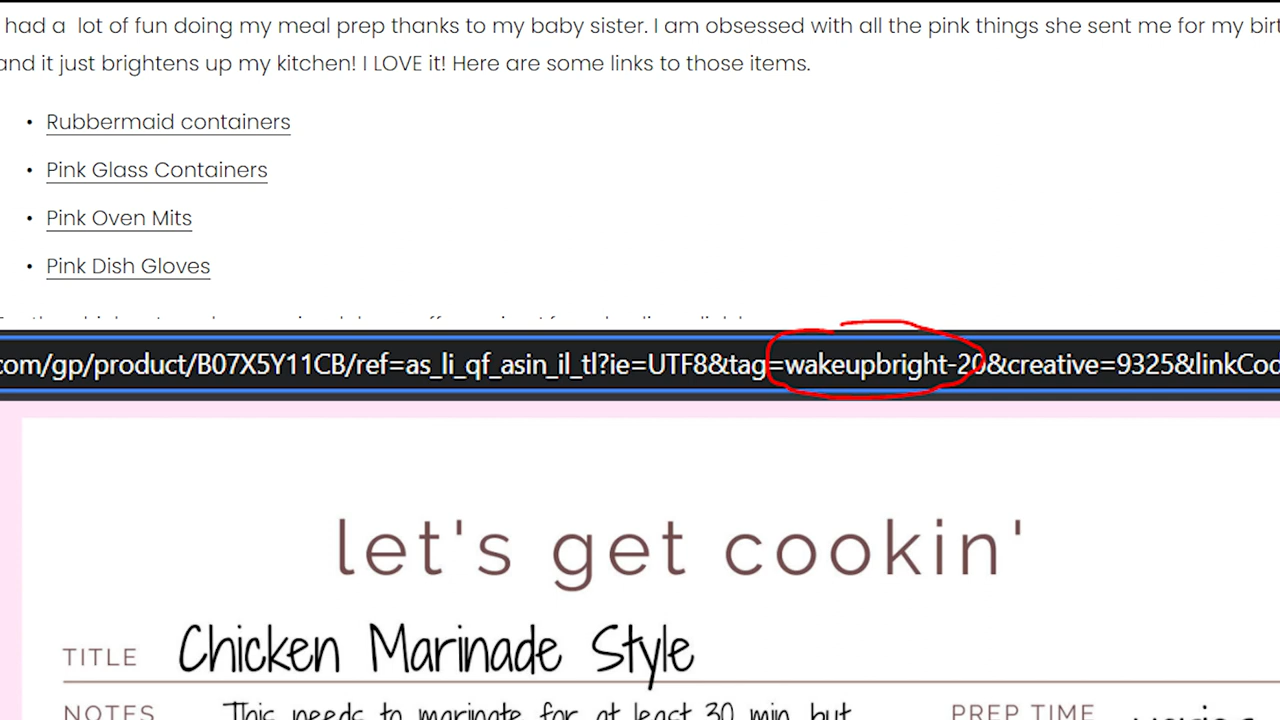 had a lot of fun doing my meal prep thanks to my baby sister. I am obsessed with all the pink things she sent me for my
and it just brightens up my kitchen! I LOVE it! Here are some links to those items.
• Rubbermaid containers
• Pink Glass Containers
• Pink Oven Mits
• Pink Dish Gloves
com/gp/product/B07X5Y11CB/ref=as_li_qf_asin_il_tl?ie=UTF8&tag=wakeupbright-20&creative=9325&linkCo
let's get cookin'
TITLE Chicken Marinade Style
NOTES This needs to marinate for at least 30 min but PREP TIME